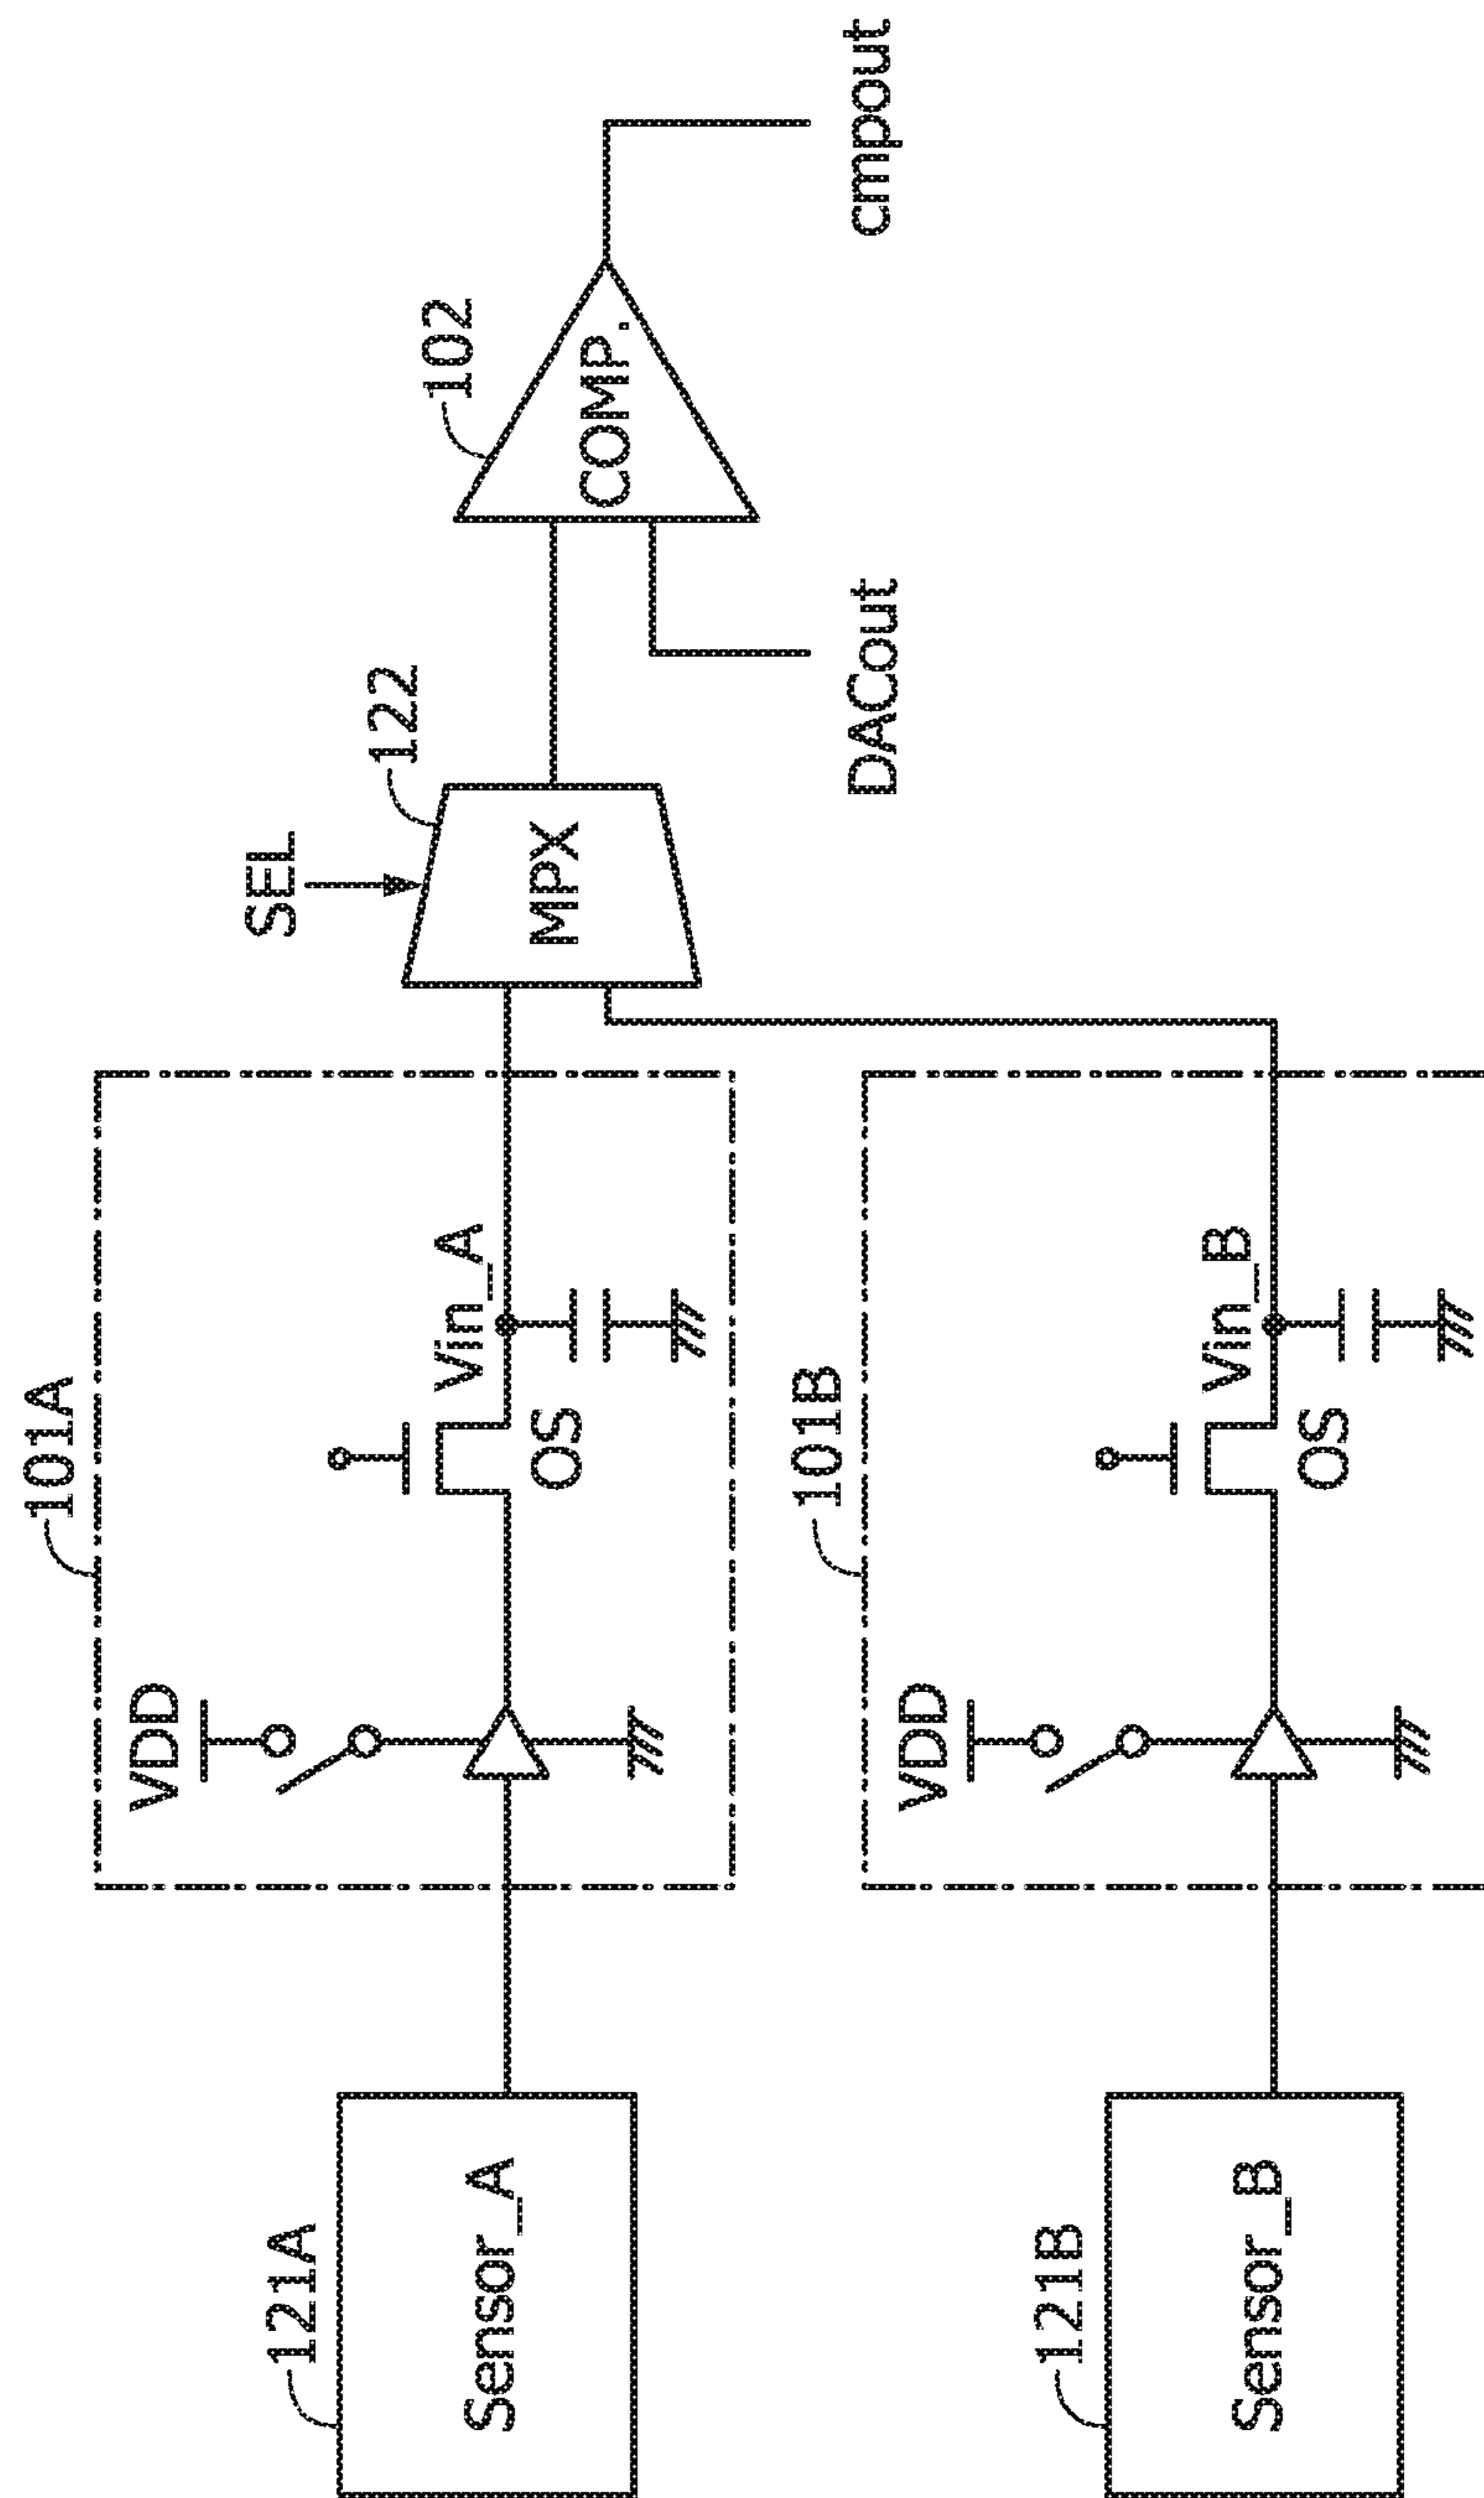 101A
121A
Sensor_A
VDD
OS
Vin_A
SEL
122
MPX
102
COMP.
DACout
cmpout
101B
121B
Sensor_B
VDD
OS
Vin_B